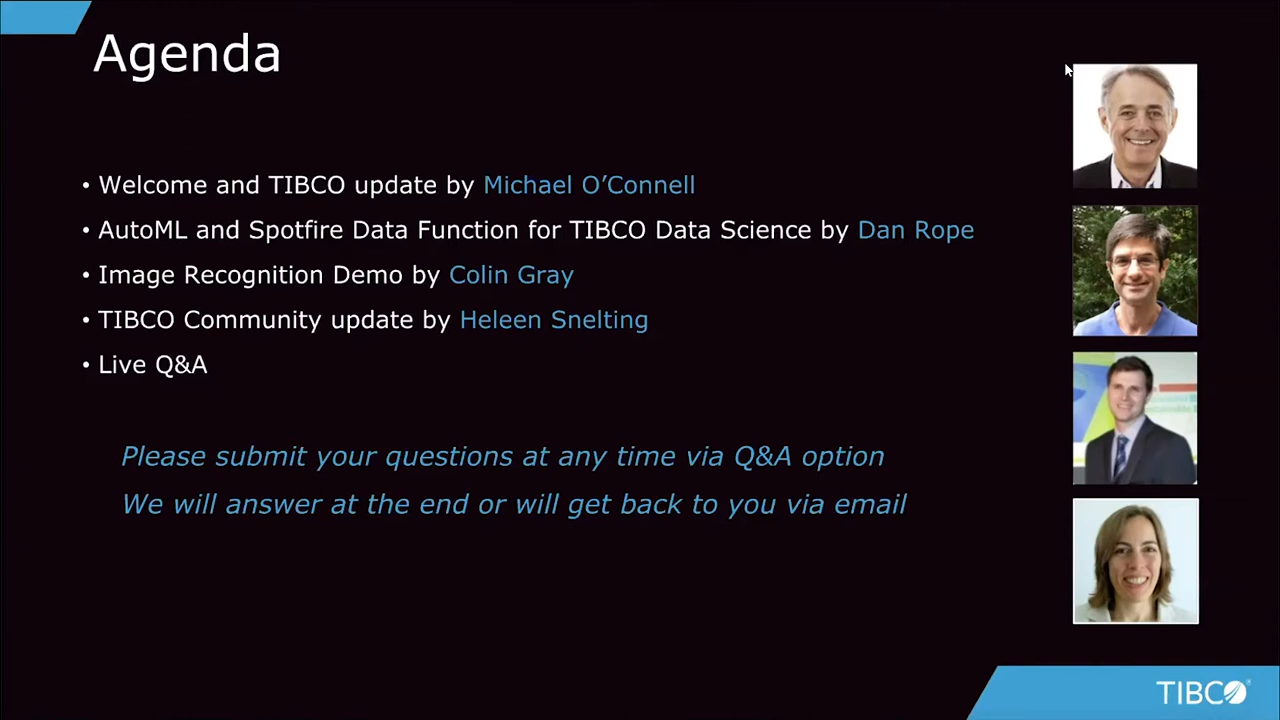 Agenda
• Welcome and TIBCO update by Michael O’Connell
• AutoML and Spotfire Data Function for TIBCO Data Science by Dan Rope
• Image Recognition Demo by Colin Gray
• TIBCO Community update by Heleen Snelting
• Live Q&A
Please submit your questions at any time via Q&A option
We will answer at the end or will get back to you via email
TIBCO®